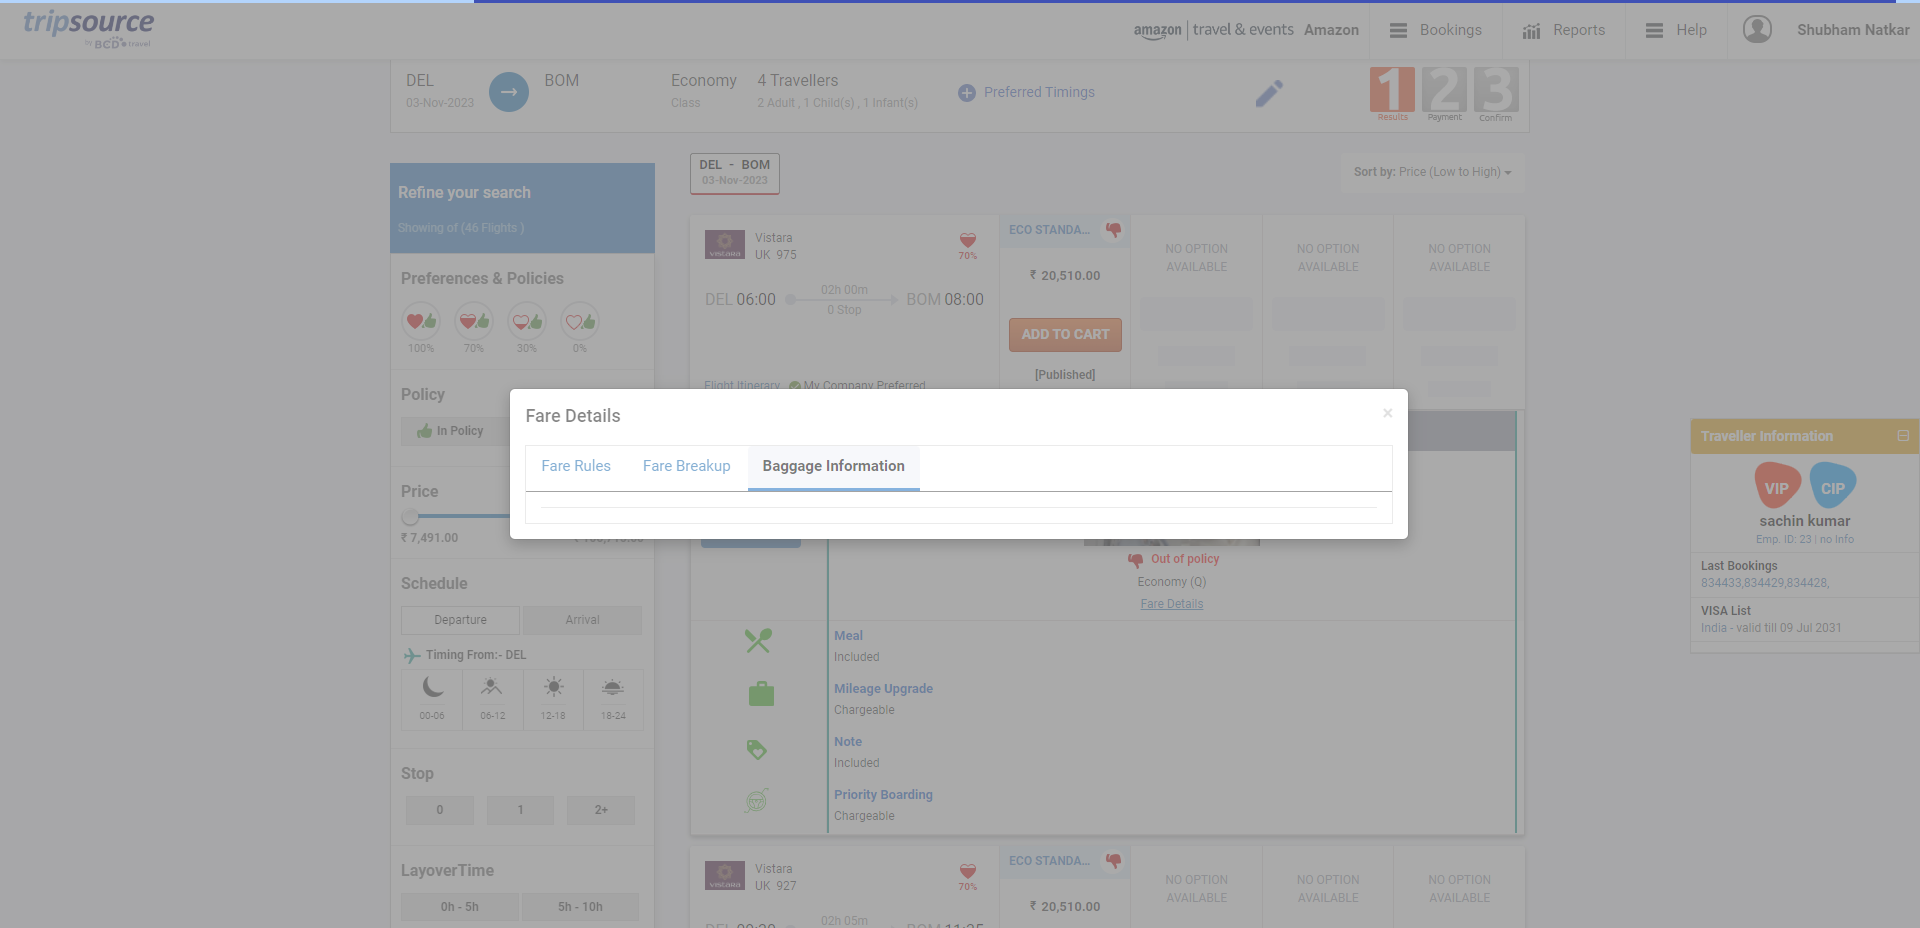 tripsource
by BCD travel
amazon travel & events Amazon
Bookings
Reports
Help
Shubham Natkar
DEL
03-Nov-2023
BOM
Economy
Class
4 Travellers
2 Adult , 1 Child(s) , 1 Infant(s)
Preferred Timings
1 2 3
Results Payment Confirm
Refine your search
Showing of (46 Flights )
DEL - BOM
03-Nov-2023
Sort by: Price (Low to High)
Preferences & Policies
100% 70% 30% 0%
Policy
In Policy
Price
₹ 7,491.00
Schedule
Departure Arrival
Timing From:- DEL
00-06 06-12 12-18 18-24
Stop
0 1 2+
LayoverTime
0h - 5h 5h - 10h
VISTARA
Vistara
UK 975
70%
DEL 06:00
02h 00m
0 Stop
BOM 08:00
Flight Itinerary My Company Preferred
ECO STANDA...
₹ 20,510.00
ADD TO CART
[Published]
NO OPTION
AVAILABLE
NO OPTION
AVAILABLE
NO OPTION
AVAILABLE
Fare Details
×
Fare Rules Fare Breakup Baggage Information
Out of policy
Economy (Q)
Fare Details
Meal
Included
Mileage Upgrade
Chargeable
Note
Included
Priority Boarding
Chargeable
VISTARA
Vistara
UK 927
70%
02h 05m
ECO STANDA...
₹ 20,510.00
NO OPTION
AVAILABLE
NO OPTION
AVAILABLE
NO OPTION
AVAILABLE
Traveller Information
VIP CIP
sachin kumar
Emp. ID: 23 | no Info
Last Bookings
834433,834429,834428,
VISA List
India - valid till 09 Jul 2031